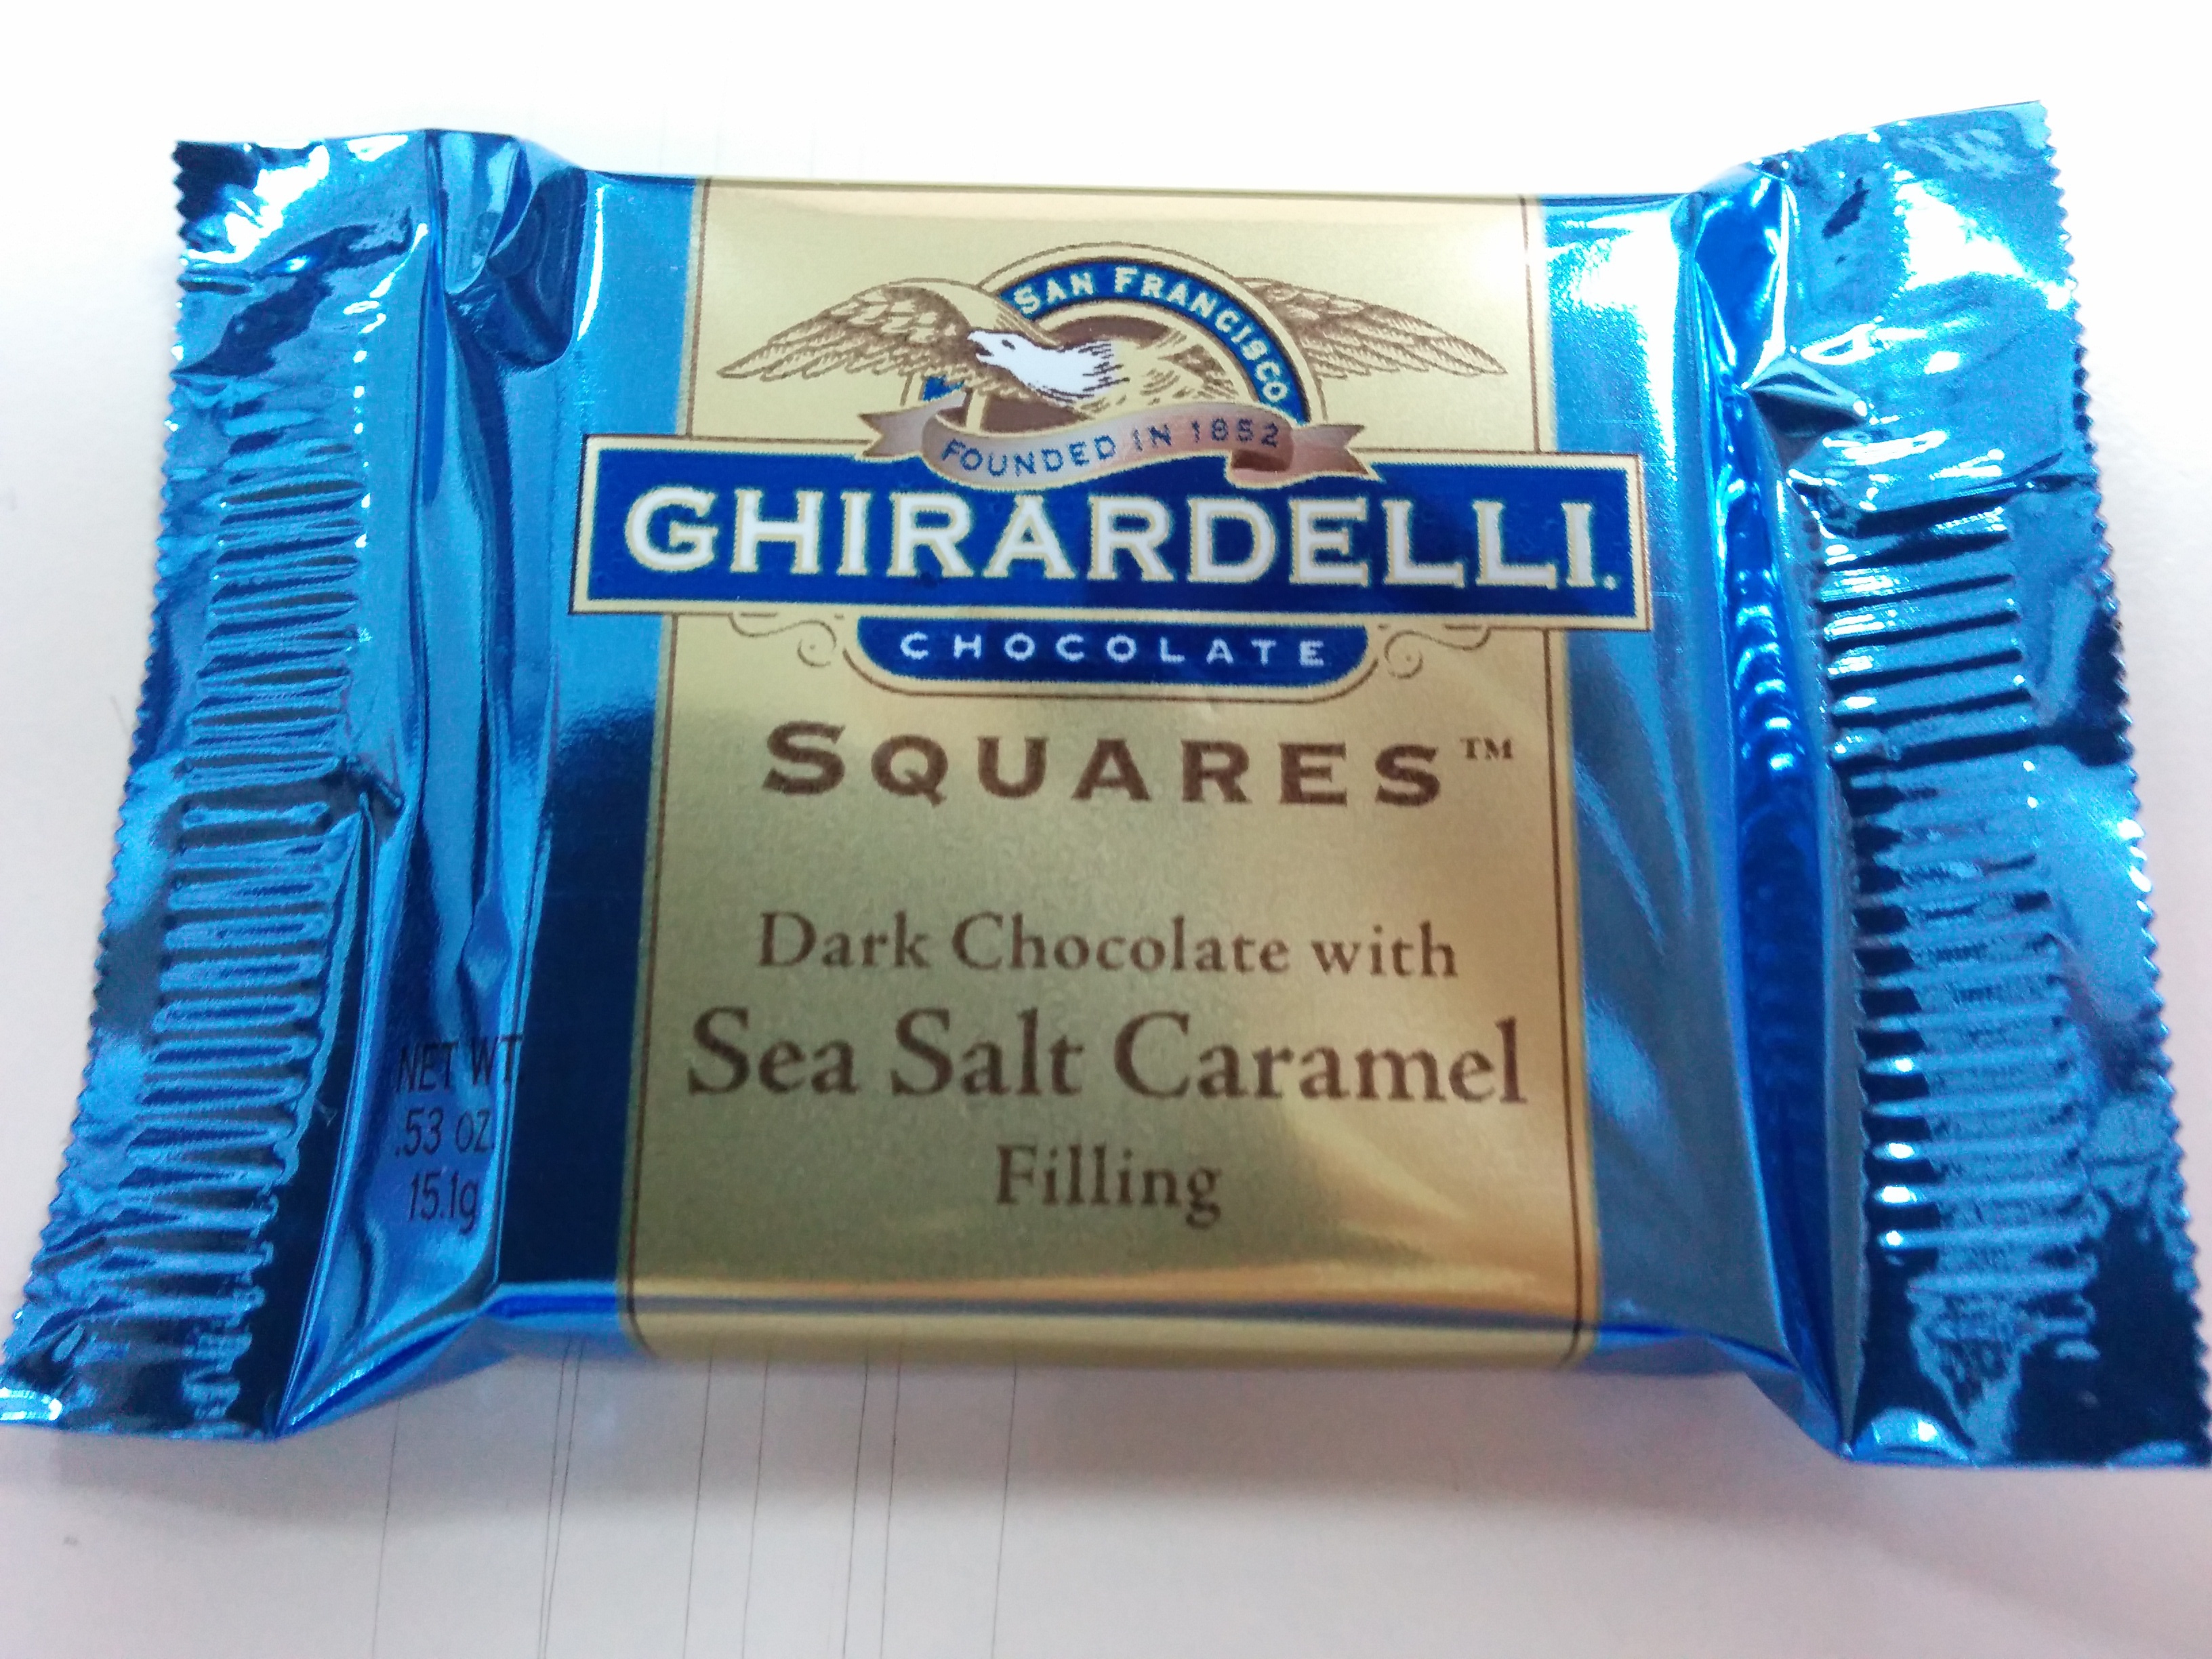 SAN FRANCISCO
FOUNDED IN 1852
GHIRARDELLI.
CHOCOLATE
SQUARES™
Dark Chocolate with
Sea Salt Caramel
Filling
NET WT.
.53 OZ
15.1g